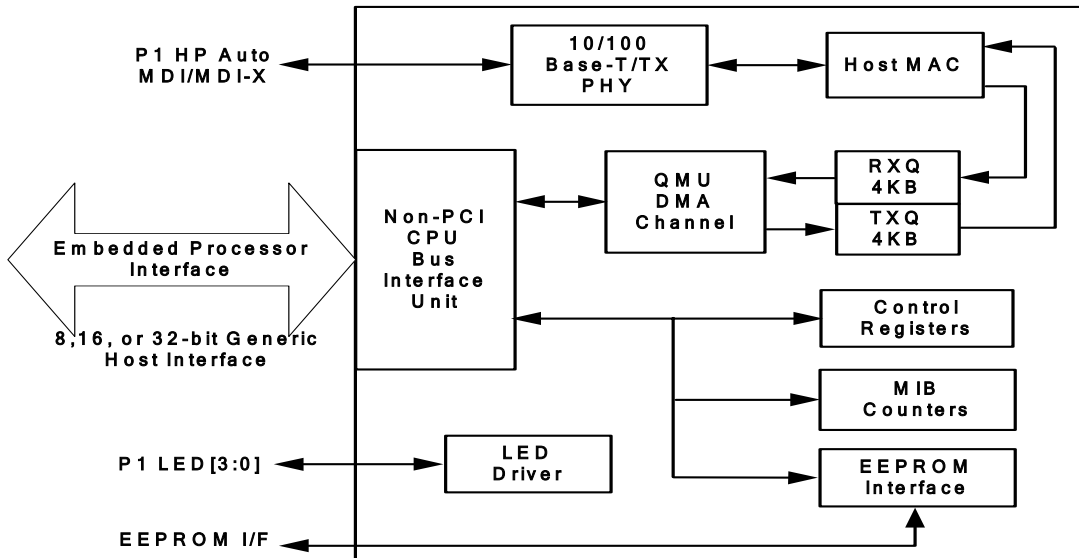 P1 HP Auto
MDI/MDI-X
10/100
Base-T/TX
PHY
Host MAC
Non-PCI
CPU
Bus
Interface
Unit
QMU
DMA
Channel
RXQ
4KB
TXQ
4KB
Embedded Processor
Interface
8,16, or 32-bit Generic
Host Interface
Control
Registers
MIB
Counters
P1 LED[3:0]
LED
Driver
EEPROM
Interface
EEPROM I/F